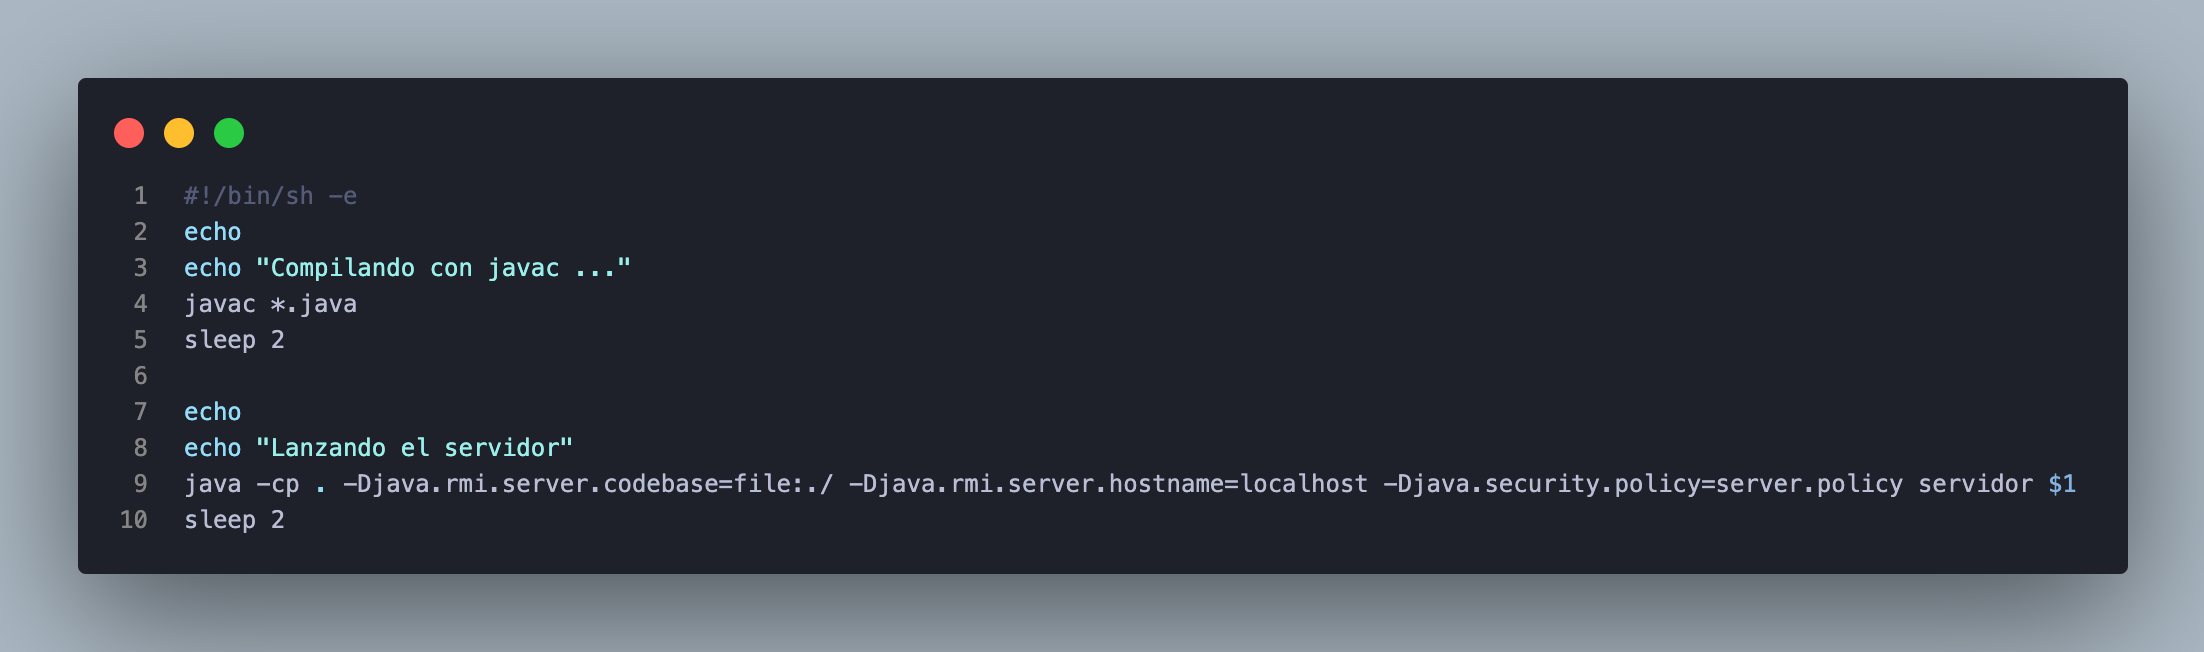 1 #!/bin/sh -e
2 echo
3 echo "Compilando con javac ..."
4 javac *.java
5 sleep 2
6
7 echo
8 echo "Lanzando el servidor"
9 java -cp . -Djava.rmi.server.codebase=file:./ -Djava.rmi.server.hostname=localhost -Djava.security.policy=server.policy servidor $1
10 sleep 2